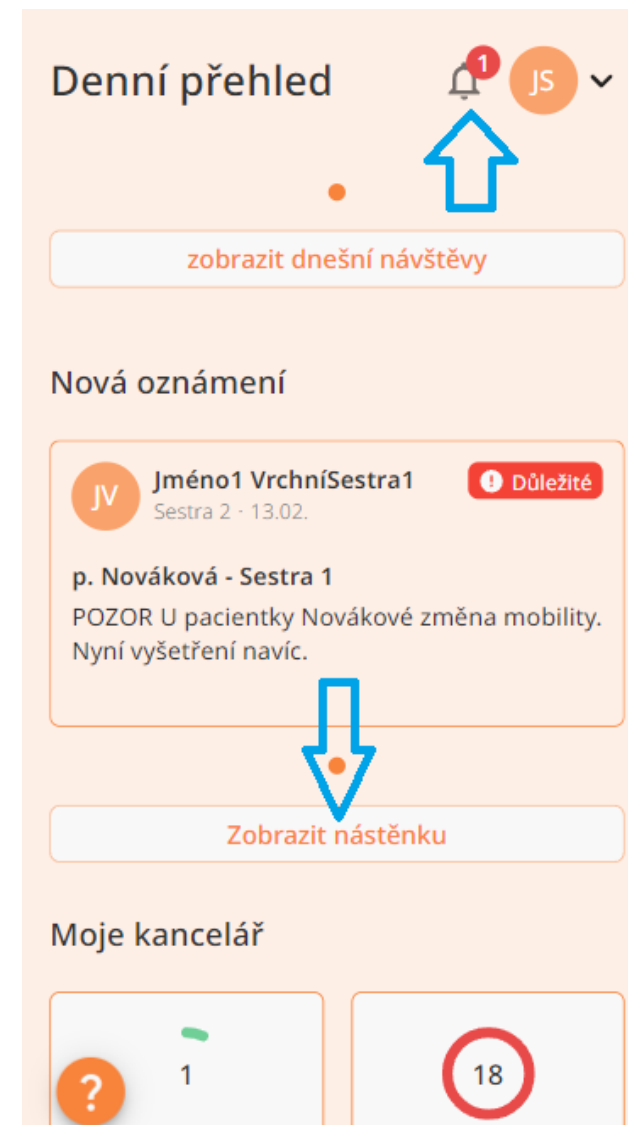 Denní přehled
1
JS
zobrazit dnešní návštěvy
Nová oznámení
JV
Jméno1 VrchníSestra1
Důležité
Sestra 2 · 13.02.
p. Nováková - Sestra 1
POZOR U pacientky Novákové změna mobility.
Nyní vyšetření navíc.
Zobrazit nástěnku
Moje kancelář
1
18
?